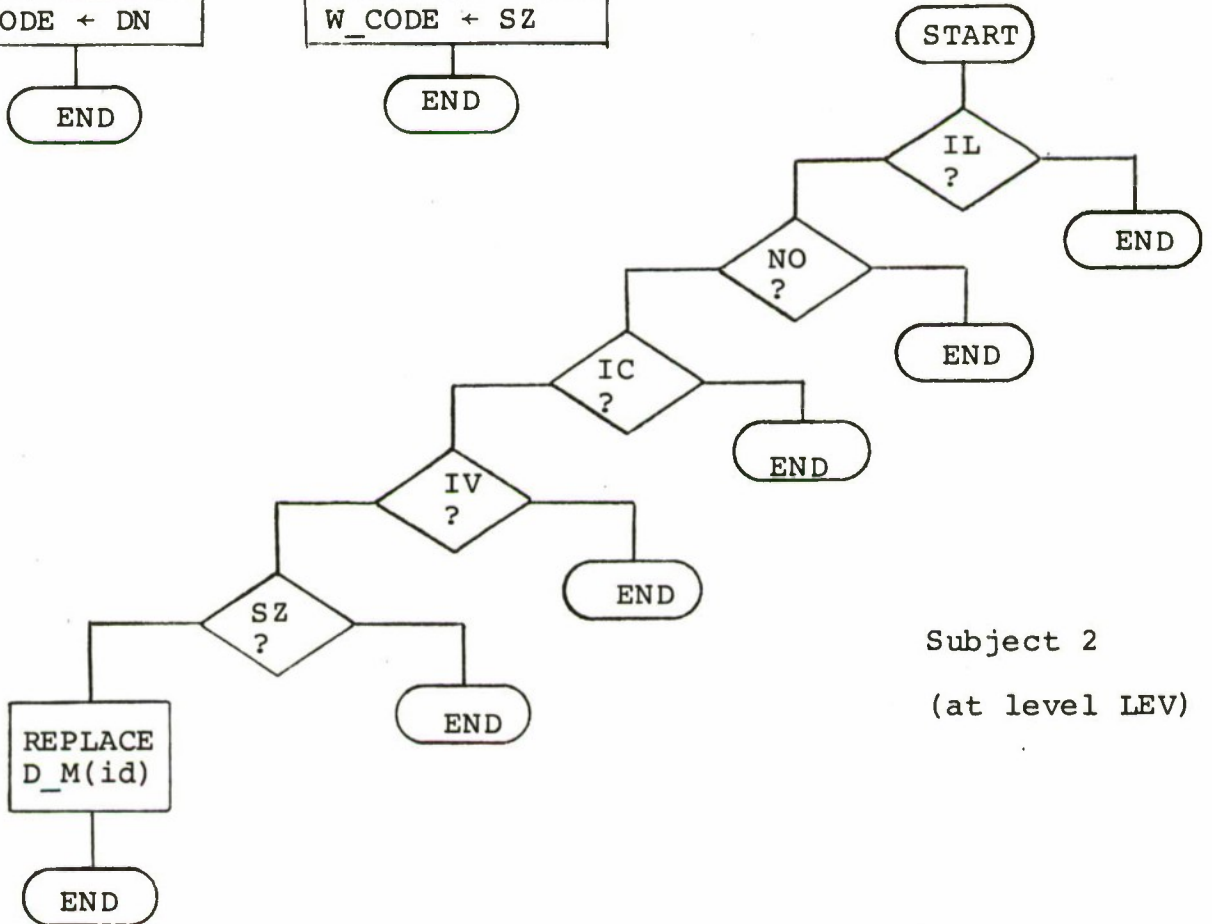 ODE ← DN
W_CODE ← SZ
START
END
END
IL
?
END
NO
?
END
IC
?
END
IV
?
END
SZ
?
END
Subject 2
(at level LEV)
REPLACE
D_M(id)
END